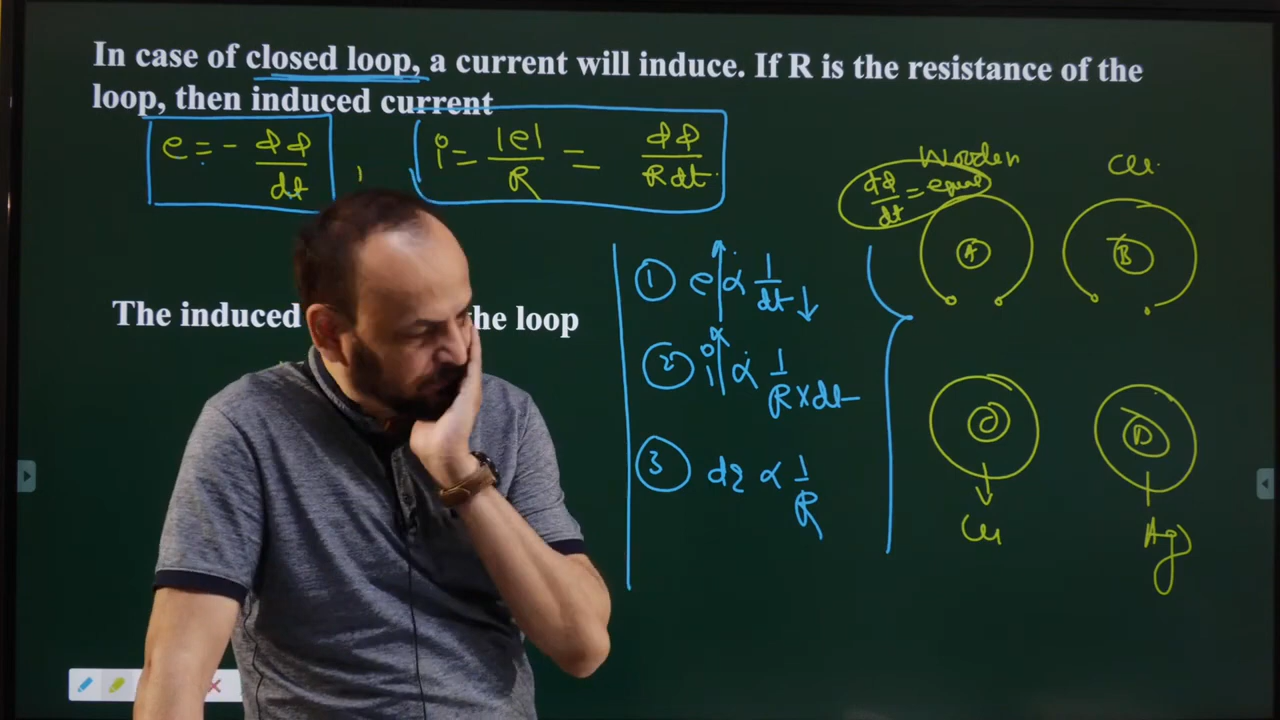 In case of closed loop, a current will induce. If R is the resistance of the
loop, then induced current
e = - dφ/dt , i = |e|/R = dφ/Rdt
Wooden
Cu
dφ/dt = equal
A
B
① e ∝ 1/dt ↓
The induced he loop
② i ∝ 1/R×dt
③ dq ∝ 1/R
C
D
Cu
Ag